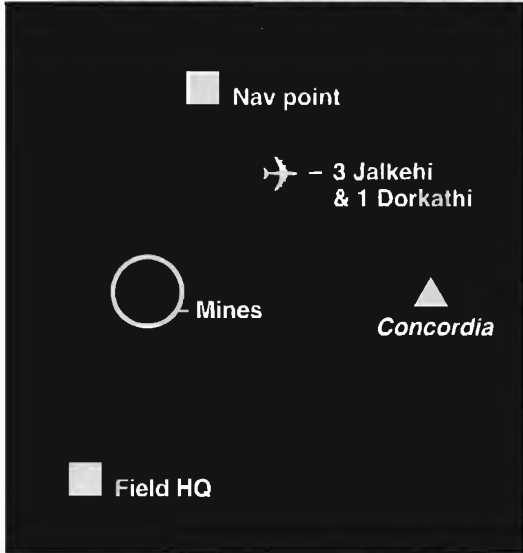 Nav point
– 3 Jalkehi
& 1 Dorkathi
Mines
Concordia
Field HQ